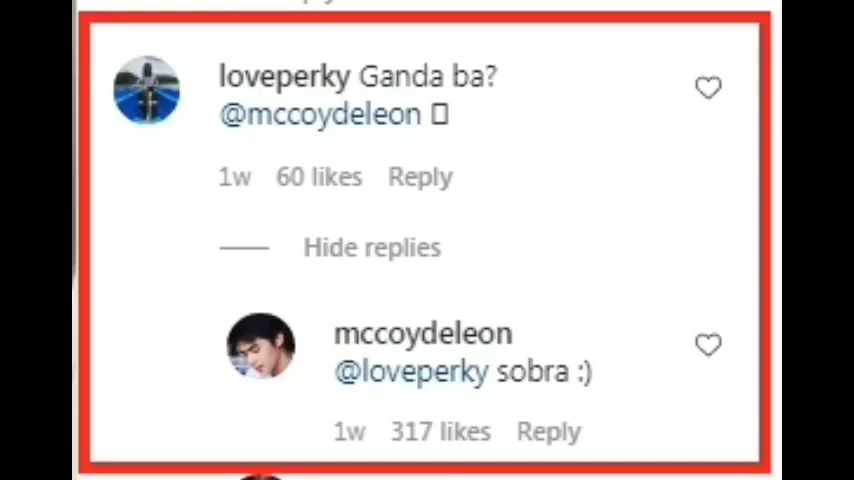 loveperky Ganda ba?
@mccoydeleon
1w 60 likes Reply
Hide replies
mccoydeleon
@loveperky sobra :)
1w 317 likes Reply